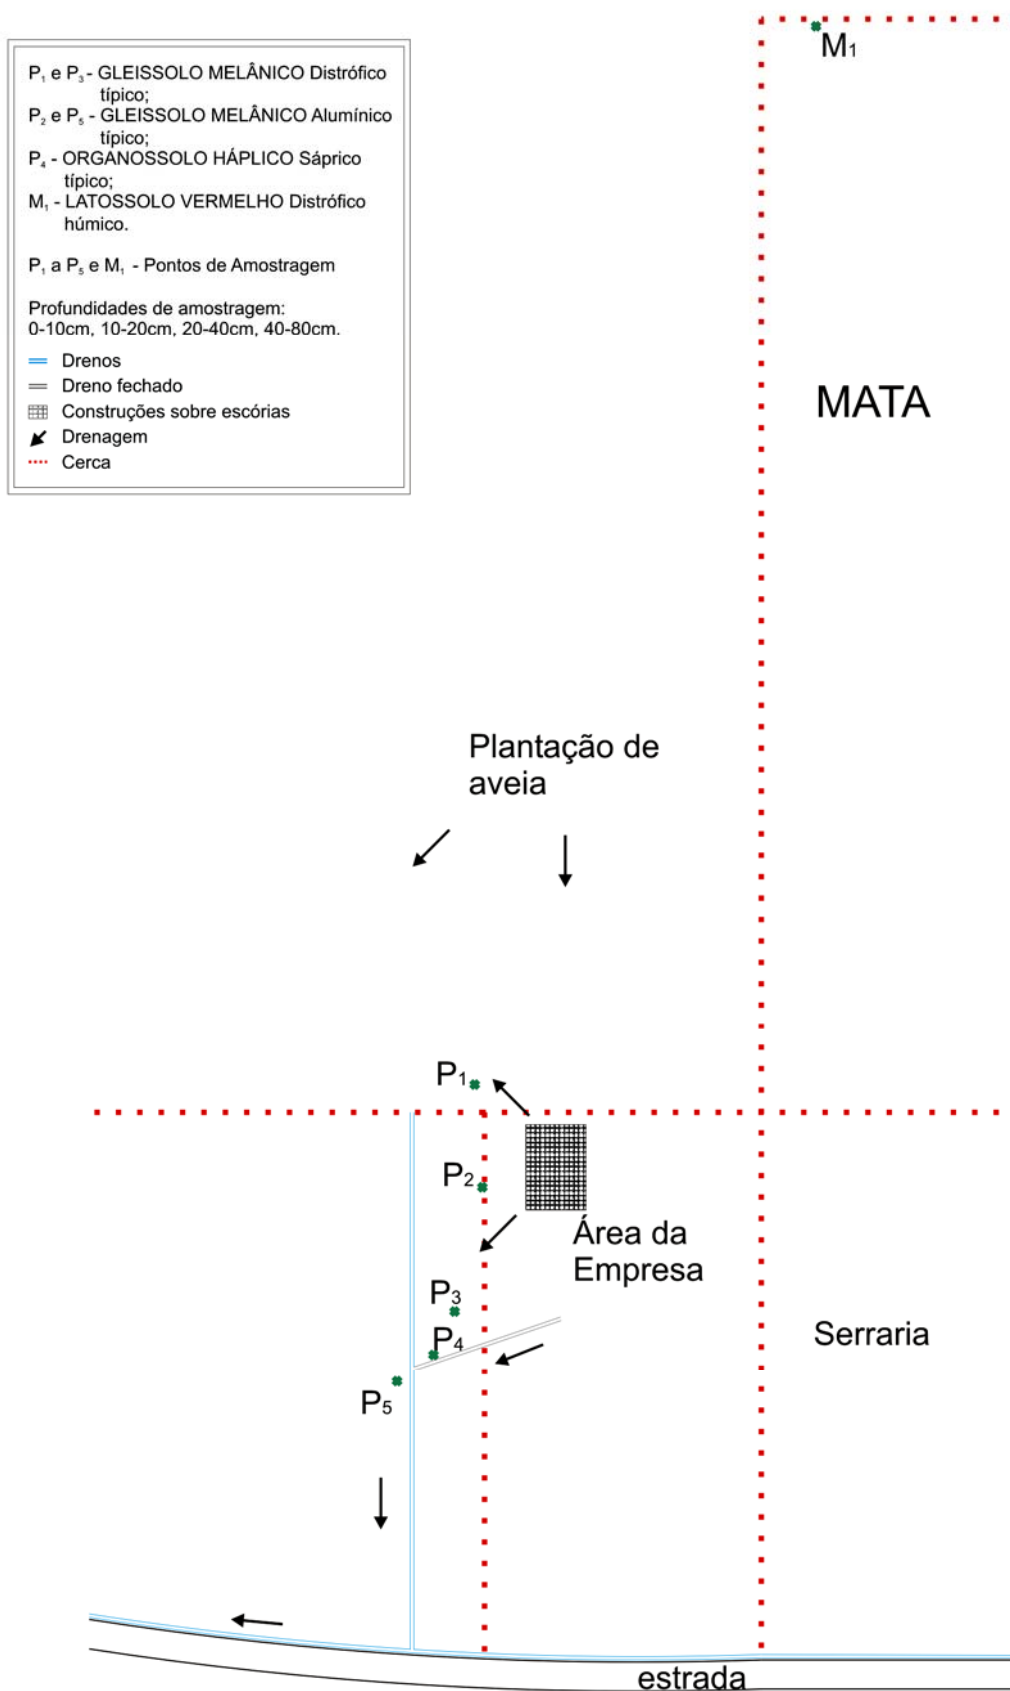 P₁ e P₃ - GLEISSOLO MELÂNICO Distrófico
típico;
P₂ e P₅ - GLEISSOLO MELÂNICO Alumínico
típico;
P₄ - ORGANOSSOLO HÁPLICO Sáprico
típico;
M₁ - LATOSSOLO VERMELHO Distrófico
húmico.
P₁ a P₅ e M₁ - Pontos de Amostragem
Profundidades de amostragem:
0-10cm, 10-20cm, 20-40cm, 40-80cm.
Drenos
Dreno fechado
Construções sobre escórias
Drenagem
Cerca
M₁
MATA
Plantação de
aveia
P₁
P₂
Área da
Empresa
P₃
P₄
Serraria
P₅
estrada